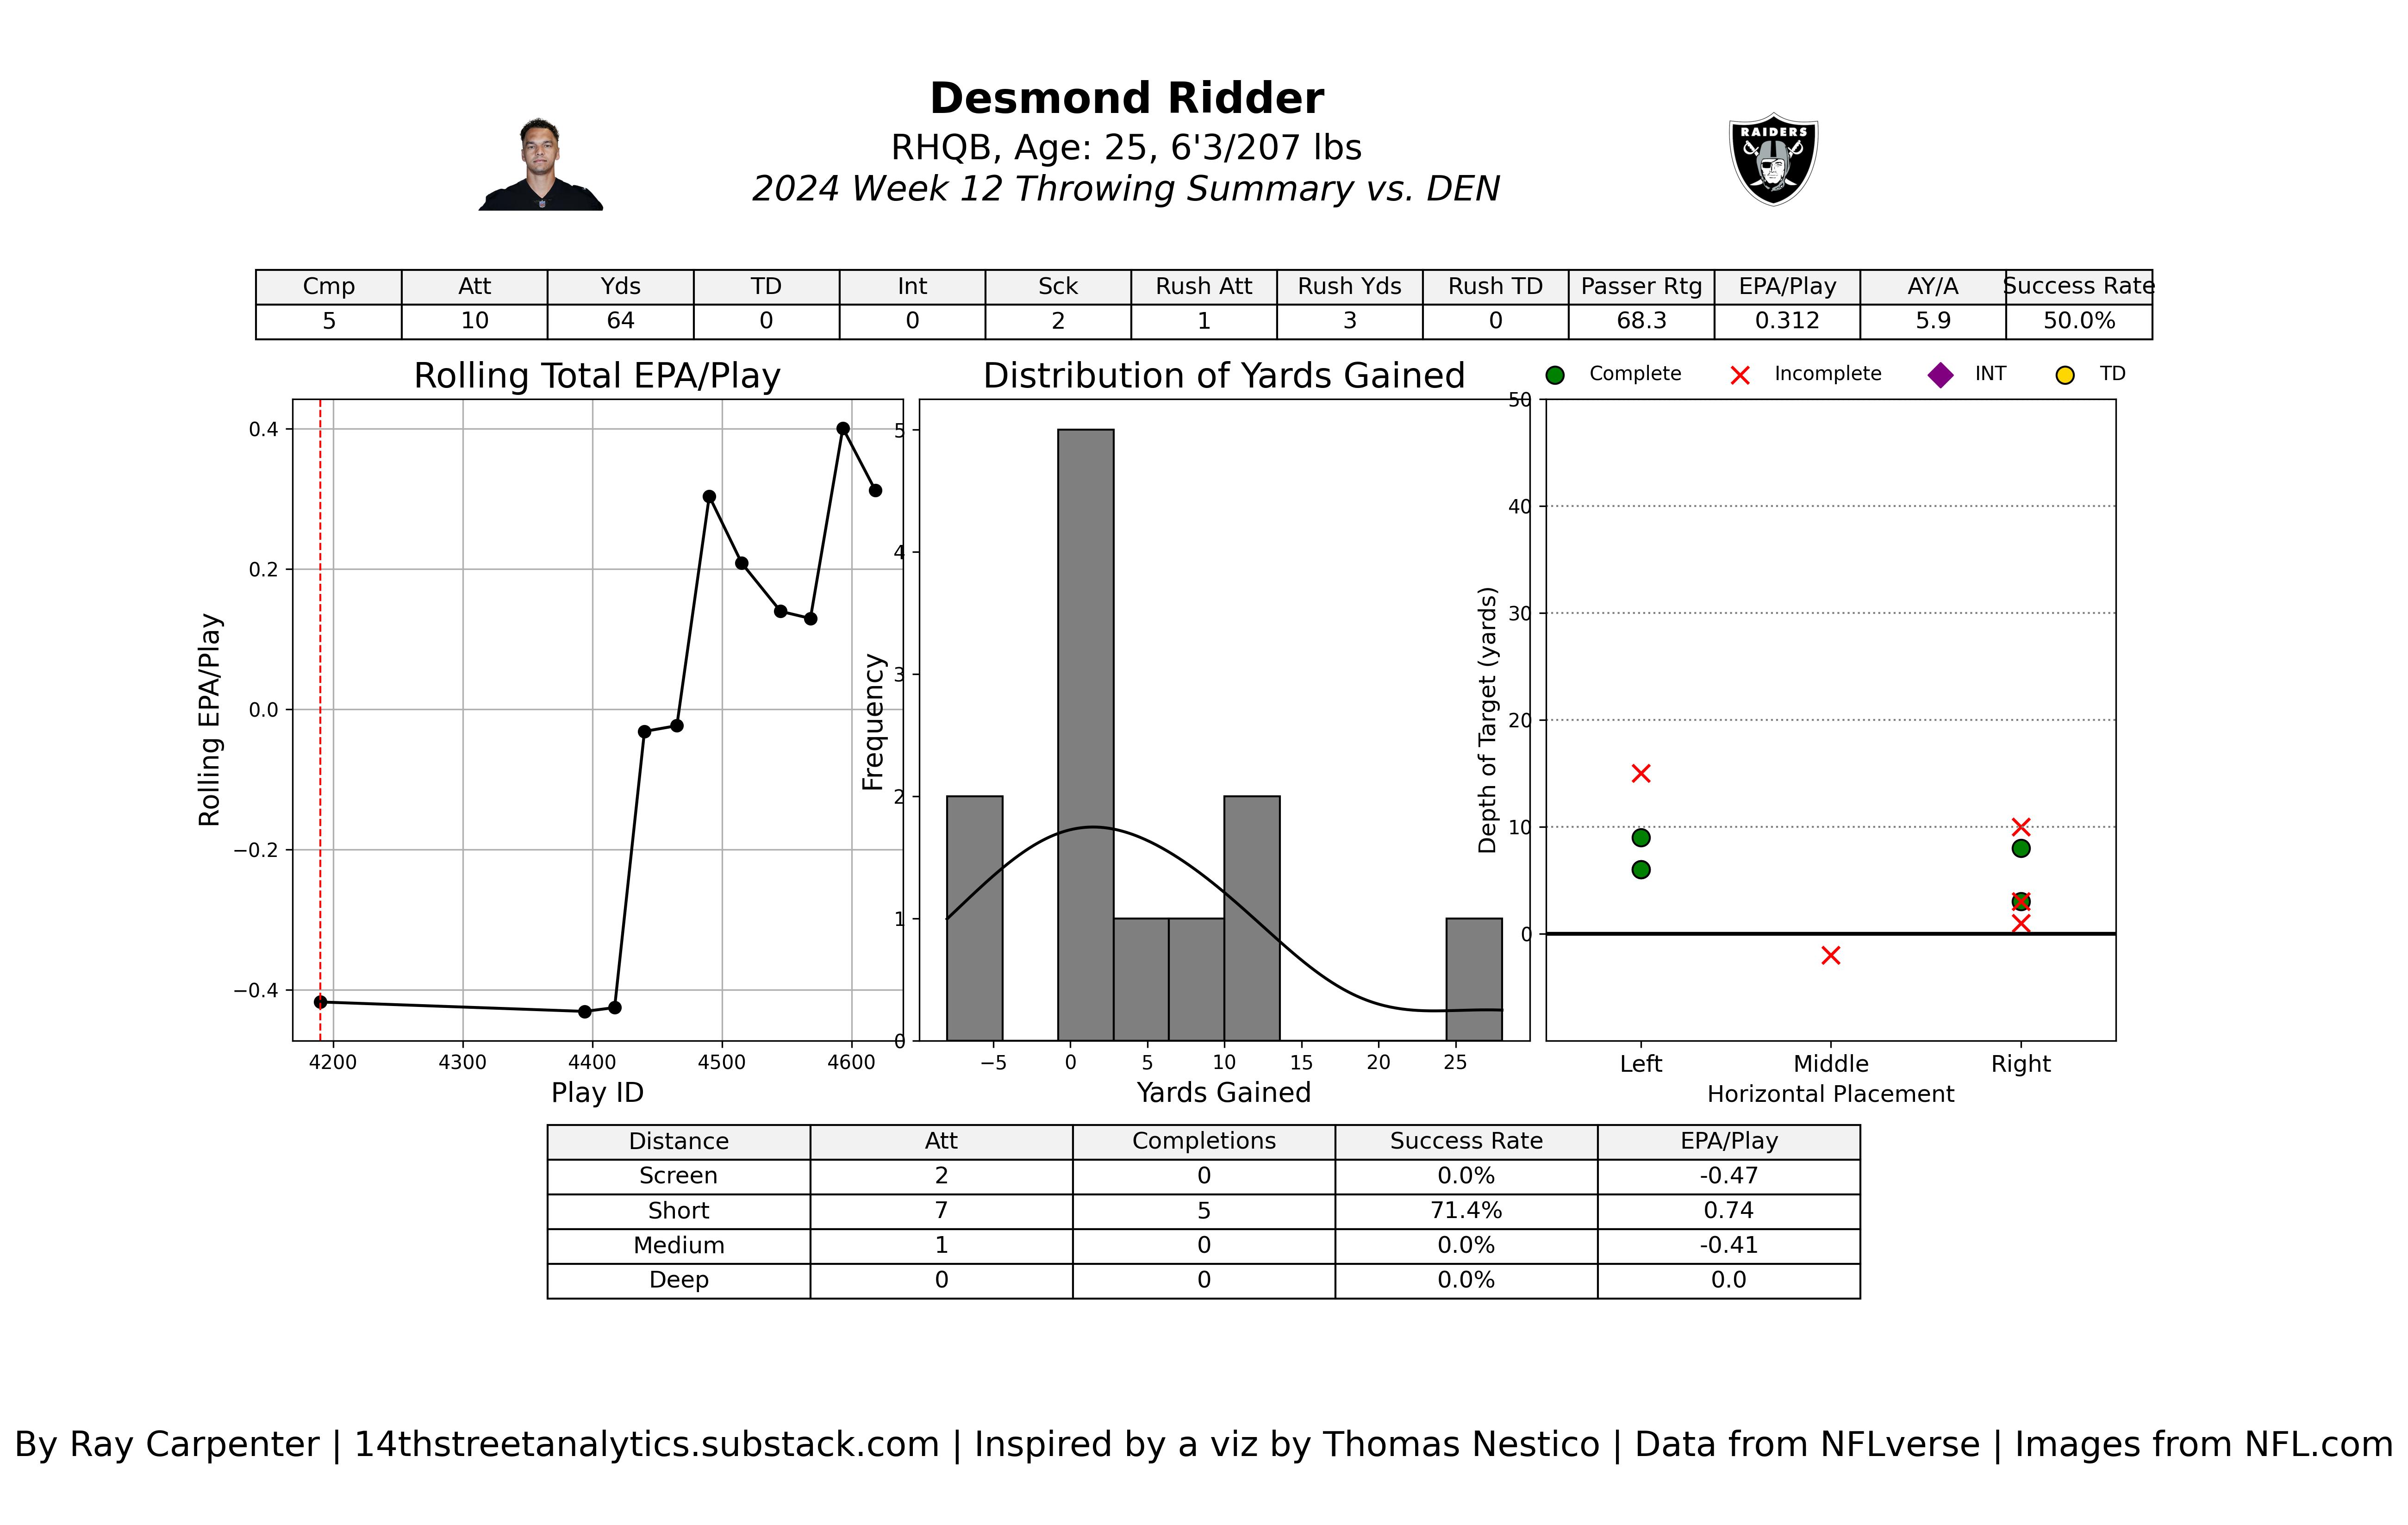 Desmond Ridder
RHQB, Age: 25, 6'3/207 lbs
2024 Week 12 Throwing Summary vs. DEN
RAIDERS
Cmp Att Yds TD Int Sck Rush Att Rush Yds Rush TD Passer Rtg EPA/Play AY/A Success Rate
5 10 64 0 0 2 1 3 0 68.3 0.312 5.9 50.0%
Rolling Total EPA/Play
Rolling EPA/Play
0.4
0.2
0.0
−0.2
−0.4
4200 4300 4400 4500 4600
Play ID
Distribution of Yards Gained
Frequency
5
4
3
2
1
0
−5 0 5 10 15 20 25
Yards Gained
Complete Incomplete INT TD
Depth of Target (yards)
50
40
30
20
10
0
Left Middle Right
Horizontal Placement
Distance Att Completions Success Rate EPA/Play
Screen 2 0 0.0% -0.47
Short 7 5 71.4% 0.74
Medium 1 0 0.0% -0.41
Deep 0 0 0.0% 0.0
By Ray Carpenter | 14thstreetanalytics.substack.com | Inspired by a viz by Thomas Nestico | Data from NFLverse | Images from NFL.com